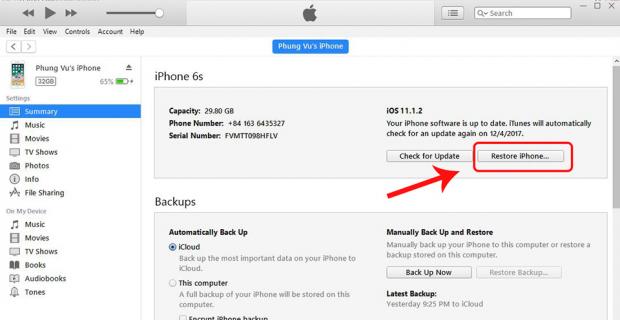 Search
File Edit View Controls Account Help
Phung Vu's iPhone
Phung Vu's iPhone
32GB
65%
Settings
Summary
Music
Movies
TV Shows
Photos
Info
File Sharing
On My Device
Music
Movies
TV Shows
Books
Audiobooks
Tones
iPhone 6s
Capacity: 29.80 GB
Phone Number: +84 163 6435327
Serial Number: FVMTT098HFLV
iOS 11.1.2
Your iPhone software is up to date. iTunes will automatically
check for an update again on 12/4/2017.
Check for Update
Restore iPhone...
Backups
Automatically Back Up
iCloud
Back up the most important data on your iPhone to
iCloud.
This computer
A full backup of your iPhone will be stored on this
computer.
Encrypt iPhone backup
Manually Back Up and Restore
Manually back up your iPhone to this computer or restore a
backup stored on this computer.
Back Up Now
Restore Backup...
Latest Backup:
Yesterday 9:25 PM to iCloud